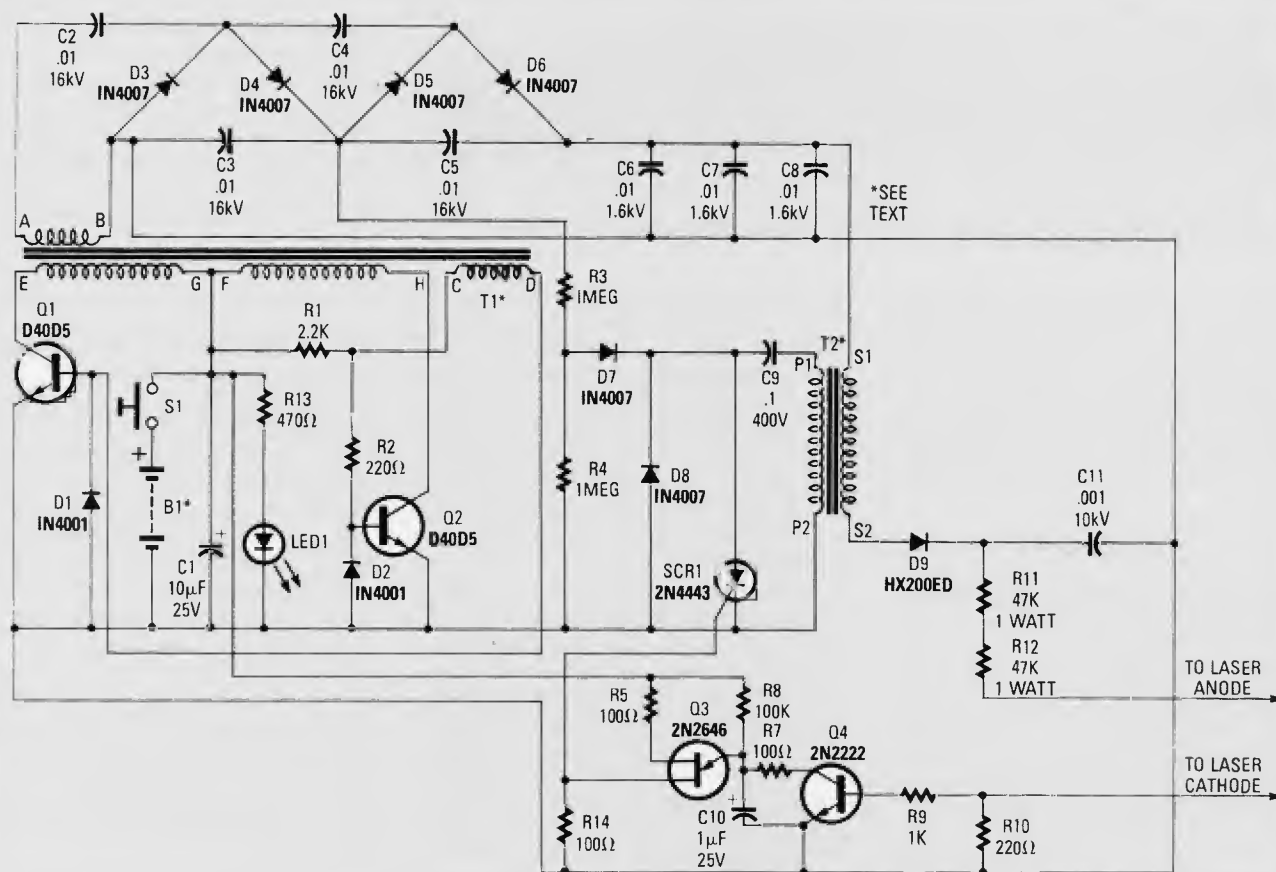 C2
.01
16kV
C4
.01
16kV
D3
IN4007
D4
IN4007
D5
IN4007
D6
IN4007
C3
.01
16kV
C5
.01
16kV
C6
.01
1.6kV
C7
.01
1.6kV
C8
.01
1.6kV
*SEE
TEXT
A
B
E
G
F
H
C
D
T1*
Q1
D40D5
R1
2.2K
R3
1MEG
D7
IN4007
C9
.1
400V
P1
T2*
S1
P2
S2
S1
+
B1*
R13
470Ω
R2
220Ω
R4
1MEG
D8
IN4007
D1
IN4001
C1
10µF
25V
+
LED1
Q2
D40D5
D2
IN4001
SCR1
2N4443
D9
HX200ED
C11
.001
10kV
R11
47K
1 WATT
R12
47K
1 WATT
TO LASER
ANODE
R5
100Ω
Q3
2N2646
R8
100K
R7
100Ω
Q4
2N2222
TO LASER
CATHODE
R14
100Ω
+
C10
1µF
25V
R9
1K
R10
220Ω